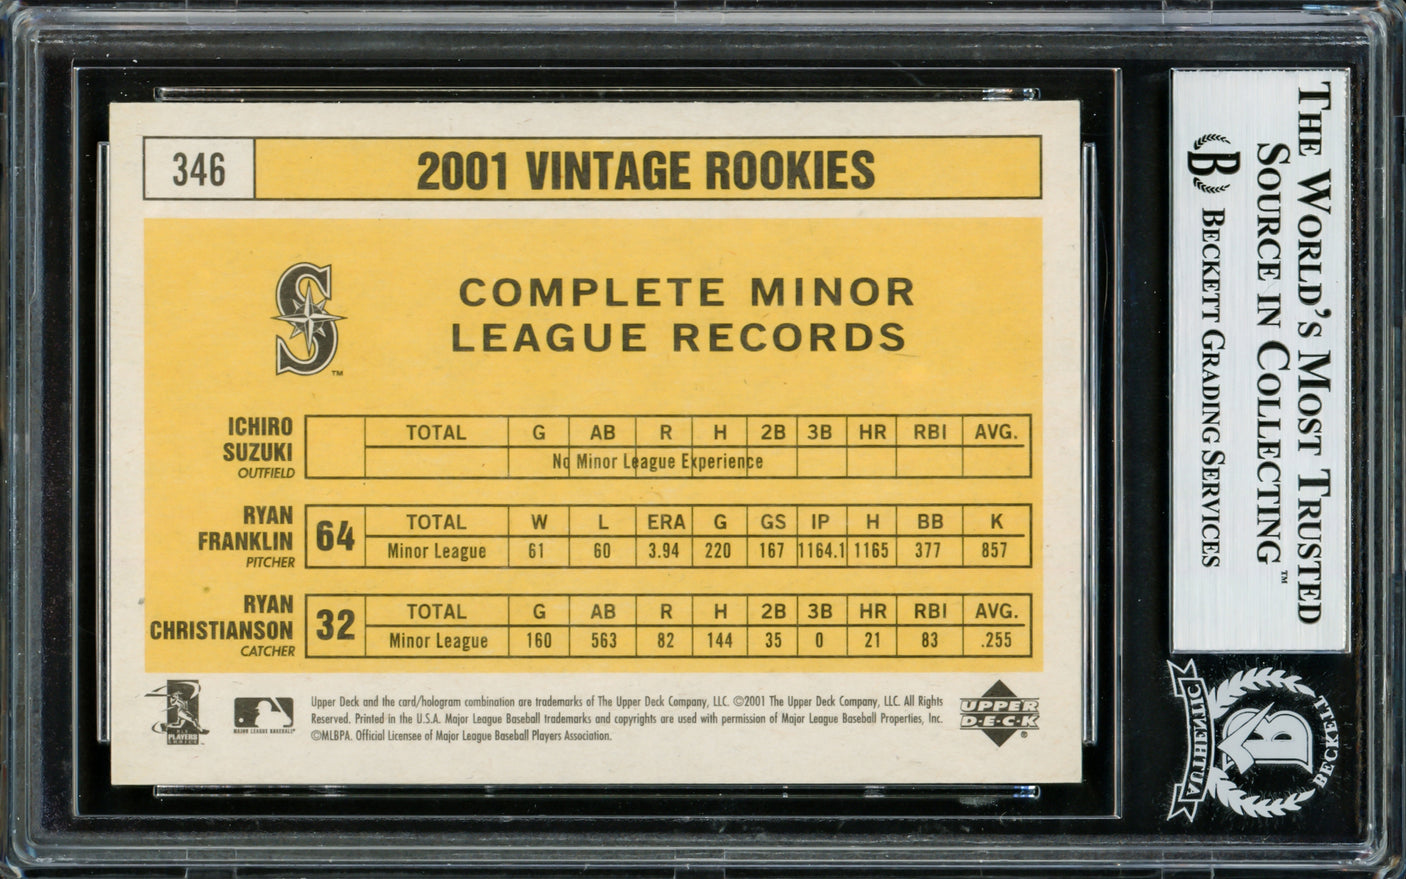 346
2001 VINTAGE ROOKIES
S
™
COMPLETE MINOR
LEAGUE RECORDS
ICHIRO
SUZUKI
OUTFIELD
TOTAL G AB R H 2B 3B HR RBI AVG.
No Minor League Experience
RYAN
FRANKLIN
PITCHER
64
TOTAL W L ERA G GS IP H BB K
Minor League 61 60 3.94 220 167 1164.1 1165 377 857
RYAN
CHRISTIANSON
CATCHER
32
TOTAL G AB R H 2B 3B HR RBI AVG.
Minor League 160 563 82 144 35 0 21 83 .255
PLAYERS
CHOICE
MAJOR LEAGUE BASEBALL
Upper Deck and the card/hologram combination are trademarks of The Upper Deck Company, LLC. ©2001 The Upper Deck Company, LLC. All Rights
Reserved. Printed in the U.S.A. Major League Baseball trademarks and copyrights are used with permission of Major League Baseball Properties, Inc.
©MLBPA. Official Licensee of Major League Baseball Players Association.
UPPER
D·E·C·K
®
THE WORLD'S MOST TRUSTED
SOURCE IN COLLECTING™
B BECKETT GRADING SERVICES
AUTHENTIC
B
BECKETT